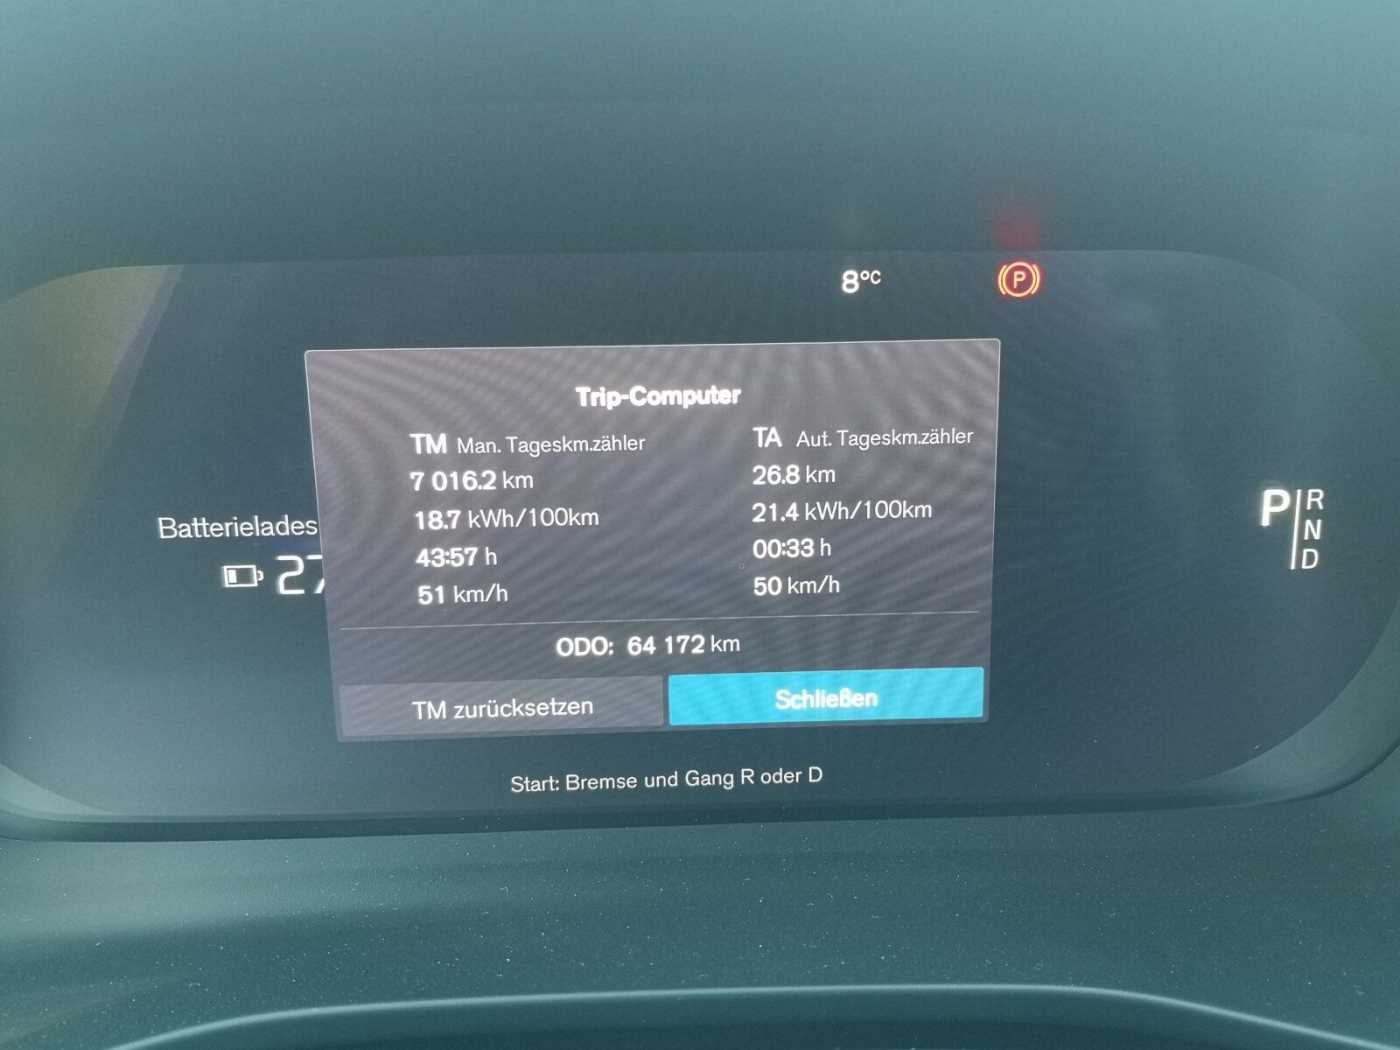 8°C
P
Trip-Computer
TM Man. Tageskm.zähler
7 016.2 km
18.7 kWh/100km
43:57 h
51 km/h
TA Aut. Tageskm.zähler
26.8 km
21.4 kWh/100km
00:33 h
50 km/h
ODO: 64 172 km
TM zurücksetzen
Schließen
Batterielades
27
P R
N
D
Start: Bremse und Gang R oder D